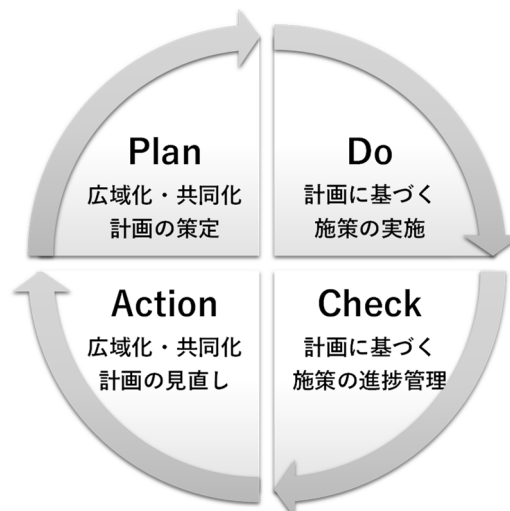 Plan
広域化・共同化
計画の策定
Do
計画に基づく
施策の実施
Action
広域化・共同化
計画の見直し
Check
計画に基づく
施策の進捗管理